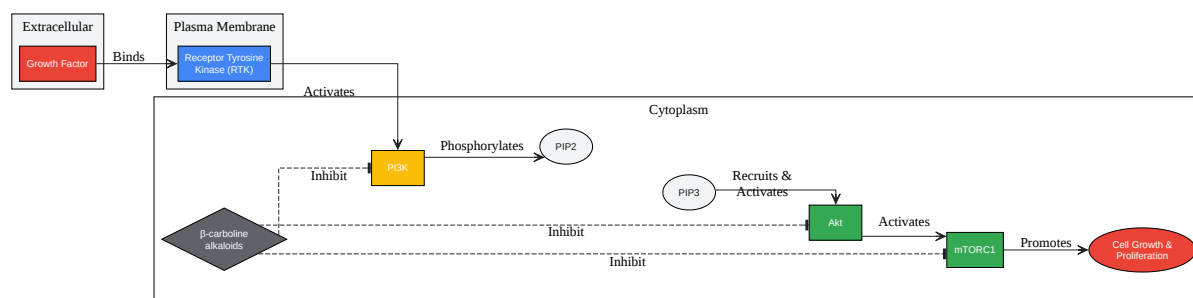 Extracellular
Plasma Membrane
Growth Factor
Binds
Receptor Tyrosine
Kinase (RTK)
Activates
Cytoplasm
Phosphorylates
PIP2
PI3K
Inhibit
Recruits &
Activates
PIP3
Akt
Activates
β-carboline
alkaloids
Inhibit
Inhibit
mTORC1
Promotes
Cell Growth &
Proliferation